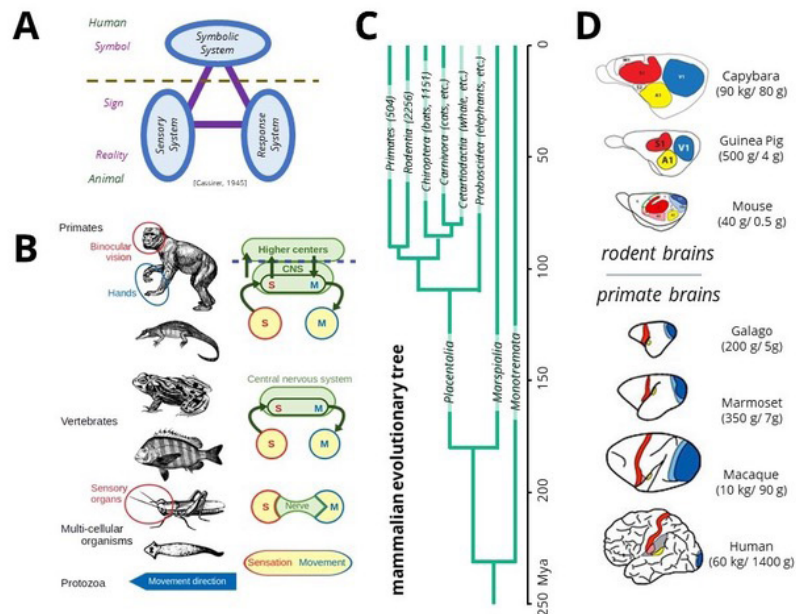 A
Human
Symbol
Symbolic
System
Sign
Sensory
System
Response
System
Reality
Animal
[Cassirer, 1945]
B
Primates
Binocular
vision
Hands
Higher centers
CNS
S
M
S
M
Central nervous system
S
M
S
M
Vertebrates
Sensory
organs
S
Nerve
M
Multi-cellular
organisms
Sensation Movement
Protozoa
Movement direction
C
Primates (504)
Rodentia (2256)
Chiroptera (bats, 1151)
Carnivora (cats, etc.)
Cetartiodactia (whale, etc.)
Proboscidea (elephants, etc.)
Placentalia
Marspialia
Monotremata
mammalian evolutionary tree
0
50
100
150
200
250 Mya
D
V1
Capybara
(90 kg/ 80 g)
S1
V1
A1
Guinea Pig
(500 g/ 4 g)
Mouse
(40 g/ 0.5 g)
rodent brains
primate brains
Galago
(200 g/ 5g)
Marmoset
(350 g/ 7g)
Macaque
(10 kg/ 90 g)
Human
(60 kg/ 1400 g)